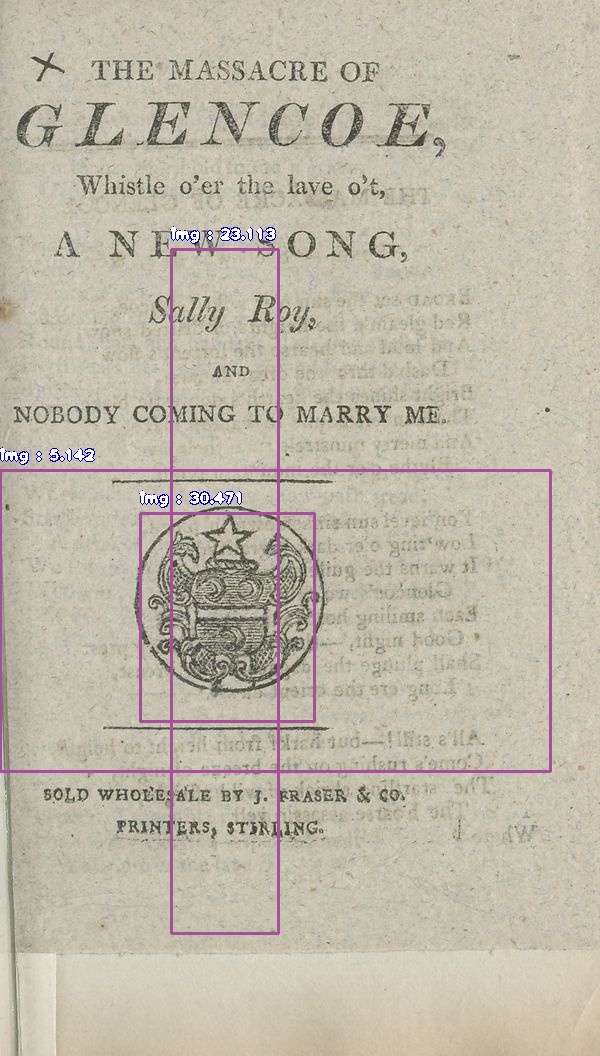 THE MASSACRE OF
GLENCOE,
Whistle o'er the lave o't,
A NEW SONG,
Sally Roy,
AND
NOBODY COMING TO MARRY ME.
img : 23.113
img : 5.142
img : 30.471
SOLD WHOLESALE BY J. FRASER & CO.
PRINTERS, STIRLING.